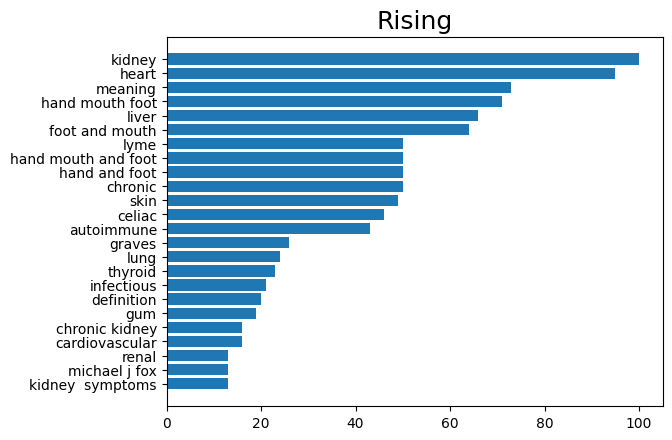 Rising
kidney
heart
meaning
hand mouth foot
liver
foot and mouth
lyme
hand mouth and foot
hand and foot
chronic
skin
celiac
autoimmune
graves
lung
thyroid
infectious
definition
gum
chronic kidney
cardiovascular
renal
michael j fox
kidney  symptoms
0 20 40 60 80 100